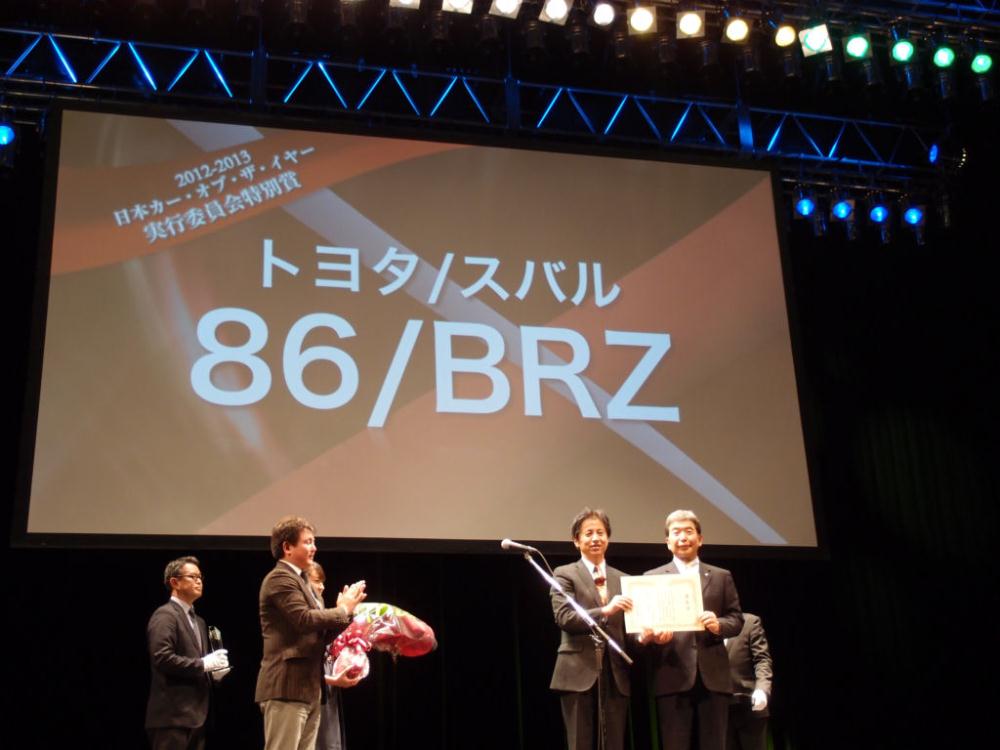 2012-2013
日本カー・オブ・ザ・イヤー
実行委員会特別賞
トヨタ/スバル
86/BRZ